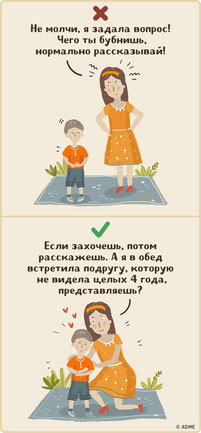 Не молчи, я задала вопрос!
Чего ты бубнишь,
нормально рассказывай!
Если захочешь, потом
расскажешь. А я в обед
встретила подругу, которую
не видела целых 4 года,
представляешь?
© ADME